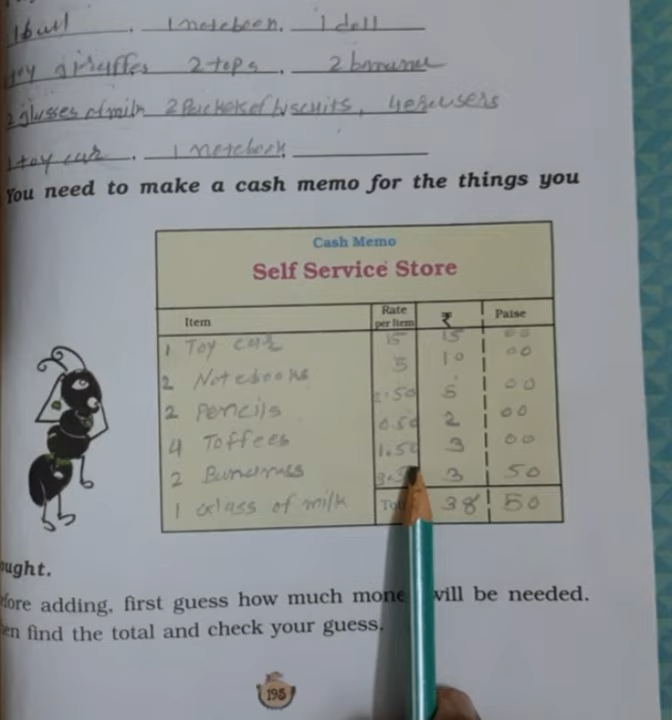 1 ball, 1 notebook, 1 doll
toy giraffes 2 tops, 2 banana
2 glasses of milk 2 Packets of biscuits, 4 erasers
1 toy car, 1 notebook,
You need to make a cash memo for the things you
Cash Memo
Self Service Store
Item Rate per Item ₹ Paise
1 Toy car 15 15 00
2 Notebooks 5 10 00
2 Pencils 2.50 5 00
4 Toffees 0.50 2 00
2 Bananas 1.50 3 00
1 Glass of milk 3 50
38 50
ought.
fore adding, first guess how much mone will be needed.
en find the total and check your guess.
195